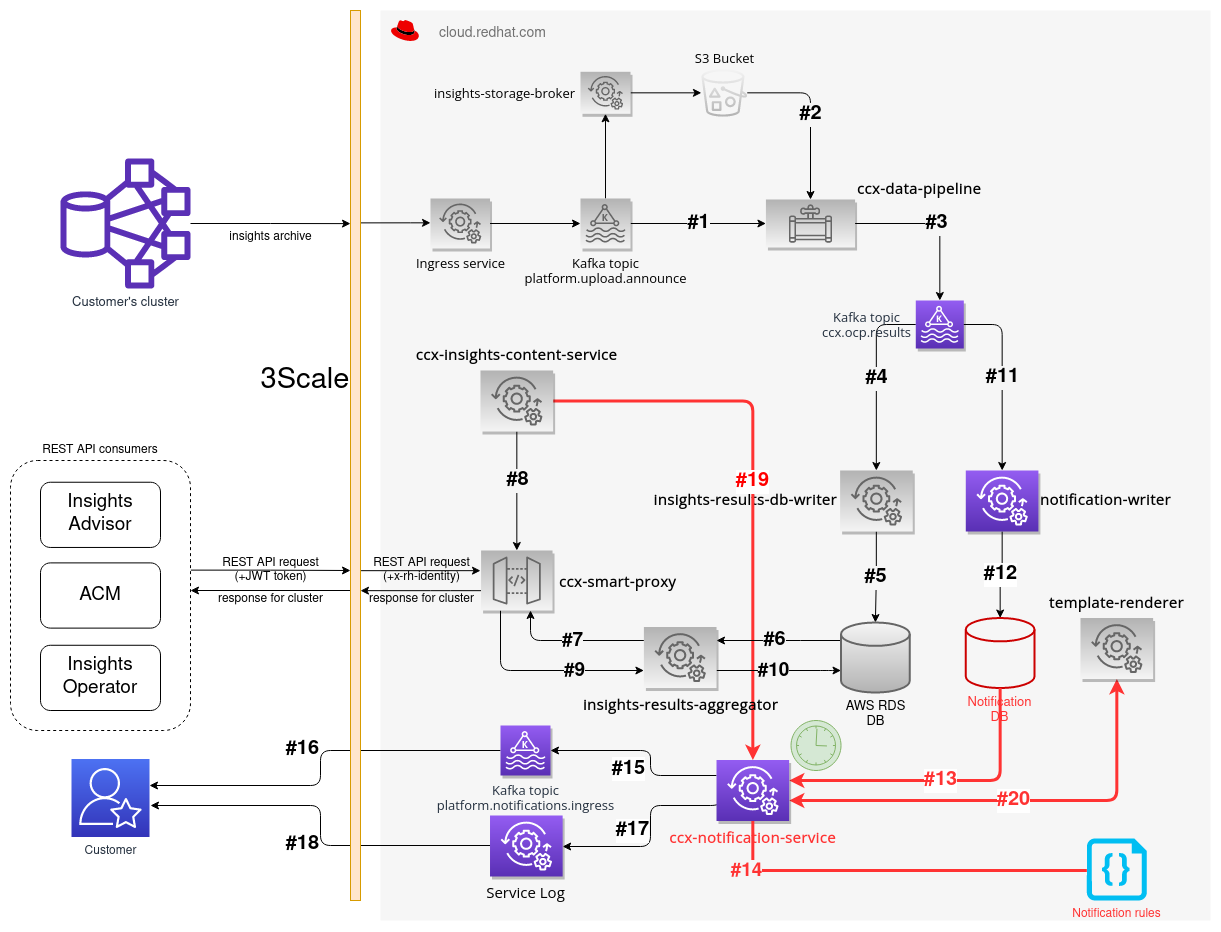 cloud.redhat.com
S3 Bucket
insights-storage-broker
#2
ccx-data-pipeline
#1
#3
insights archive
Ingress service
Kafka topic
platform.upload.announce
Customer's cluster
Kafka topic
ccx.ocp.results
ccx-insights-content-service
3Scale
#4
#11
REST API consumers
#8
#19
insights-results-db-writer
notification-writer
Insights
Advisor
REST API request
(+JWT token)
response for cluster
REST API request
(+x-rh-identity)
response for cluster
ccx-smart-proxy
#5
#12
ACM
template-renderer
#7
#6
#9
#10
Insights
Operator
insights-results-aggregator
AWS RDS
DB
Notification
DB
#16
#15
#13
Kafka topic
platform.notifications.ingress
#20
#17
#18
Customer
ccx-notification-service
#14
Service Log
{}
Notification rules
K
K
K
</>